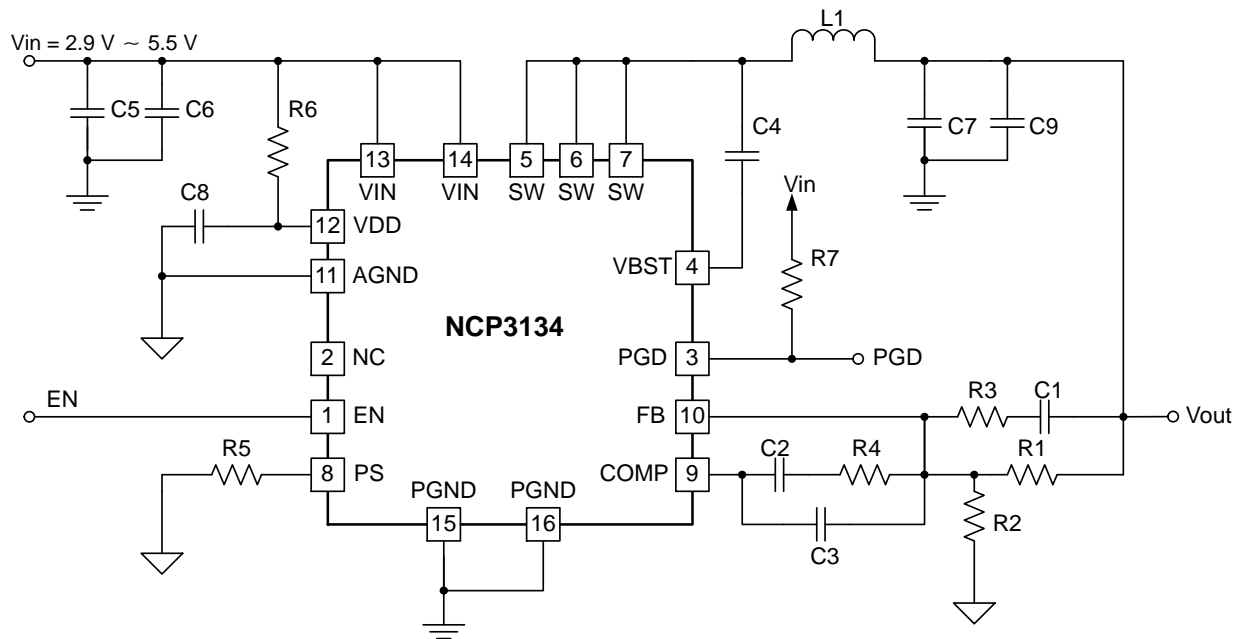 L1
Vin = 2.9 V ~ 5.5 V
C5 C6 R6 C4 C7 C9
13 14 5 6 7
VIN VIN SW SW SW
C8
Vin
12 VDD
VBST 4
R7
11 AGND
NCP3134
2 NC
PGD 3 PGD
EN
R3 C1
1 EN
FB 10
Vout
R5
C2 R4 R1
8 PS
COMP 9
PGND PGND
15 16
R2
C3